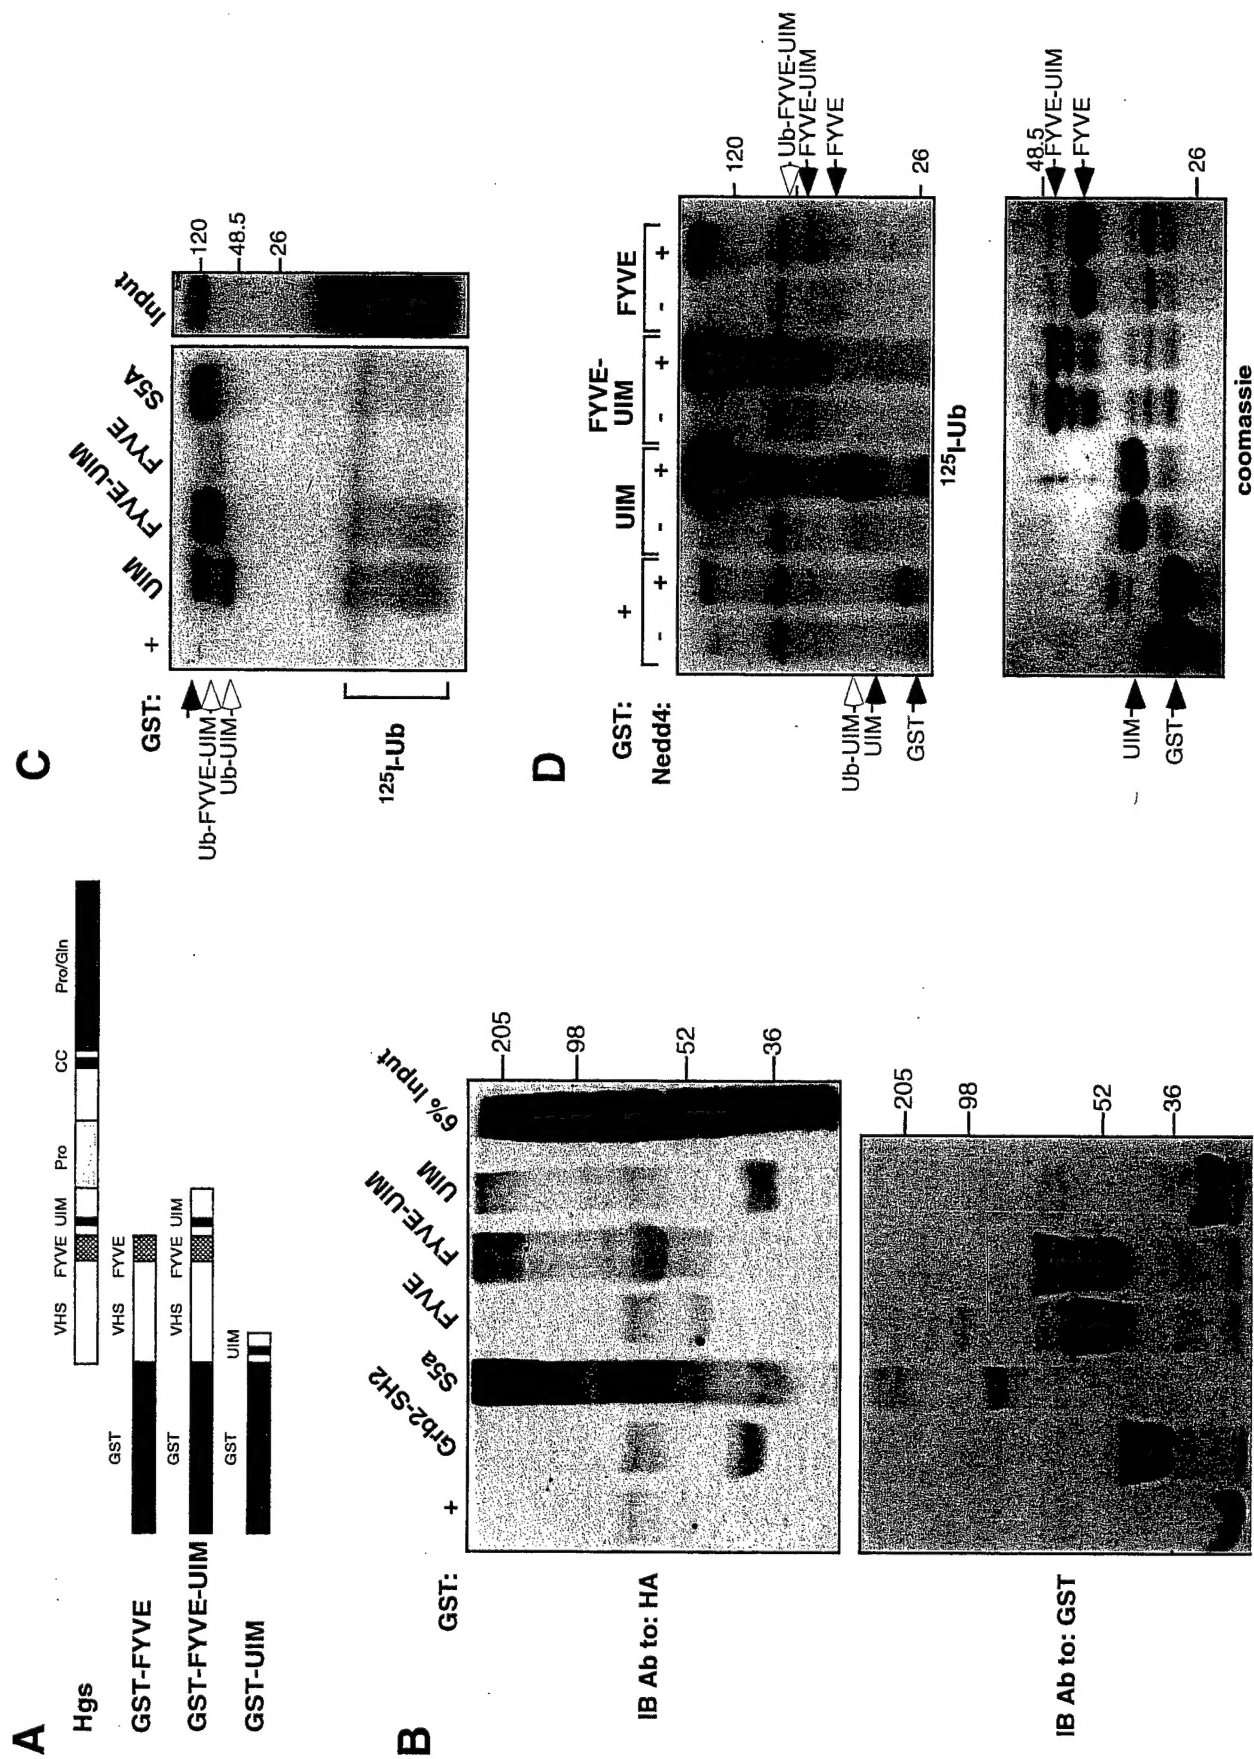 A
VHS FYVE UIM Pro CC Pro/Gln
Hgs
GST VHS FYVE
GST-FYVE
GST VHS FYVE UIM
GST-FYVE-UIM
GST UIM
GST-UIM
B
GST: + Grb2-SH2 S5a FYVE FYVE-UIM UIM 6% Input
205
98
52
36
IB Ab to: HA
205
98
52
36
IB Ab to: GST
C
GST: + UIM FYVE-UIM FYVE S5A Input
120
48.5
26
Ub-FYVE-UIM
Ub-UIM
125I-Ub
D
GST: + UIM FYVE-UIM FYVE
Nedd4: - + - + - + - +
120
Ub-FYVE-UIM
FYVE-UIM
FYVE
26
Ub-UIM
UIM
GST
125I-Ub
48.5
FYVE-UIM
FYVE
26
UIM
GST
coomassie